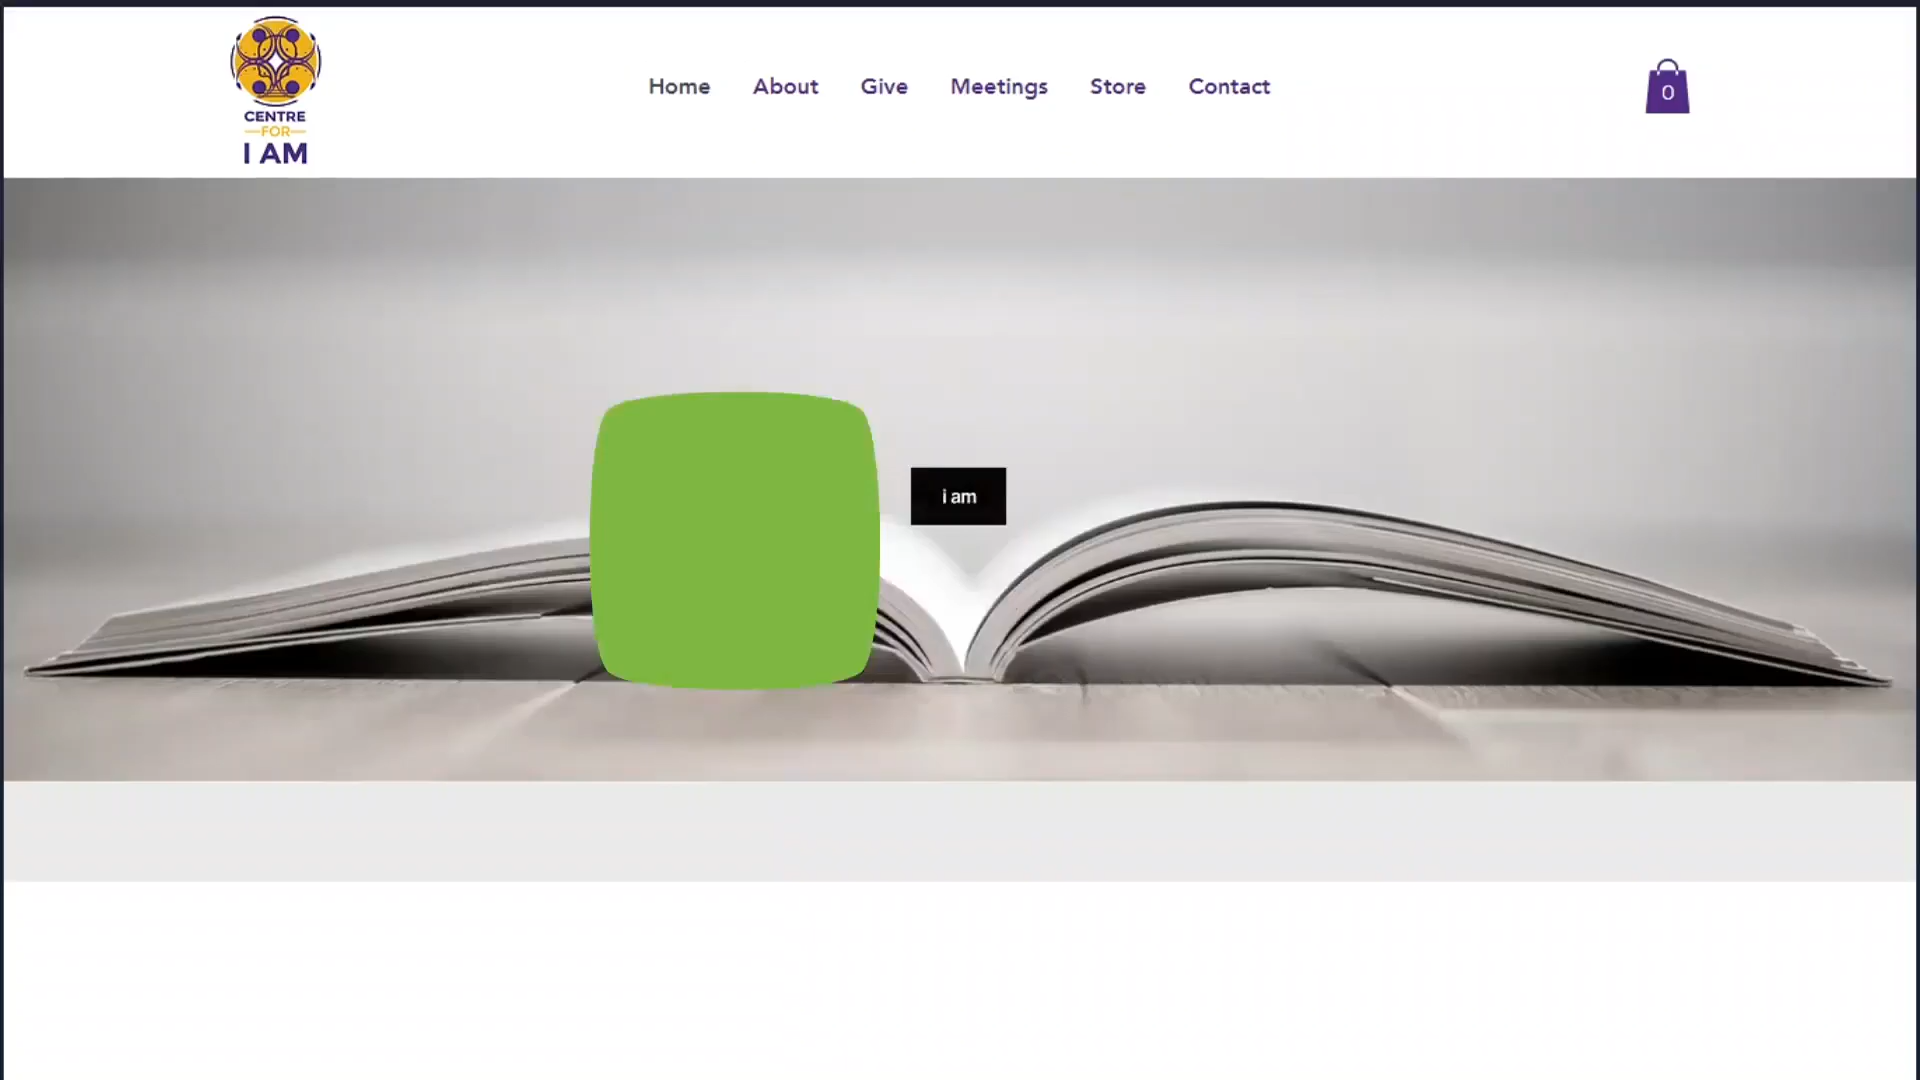 CENTRE
FOR
I AM
Home About Give Meetings Store Contact
0
i am